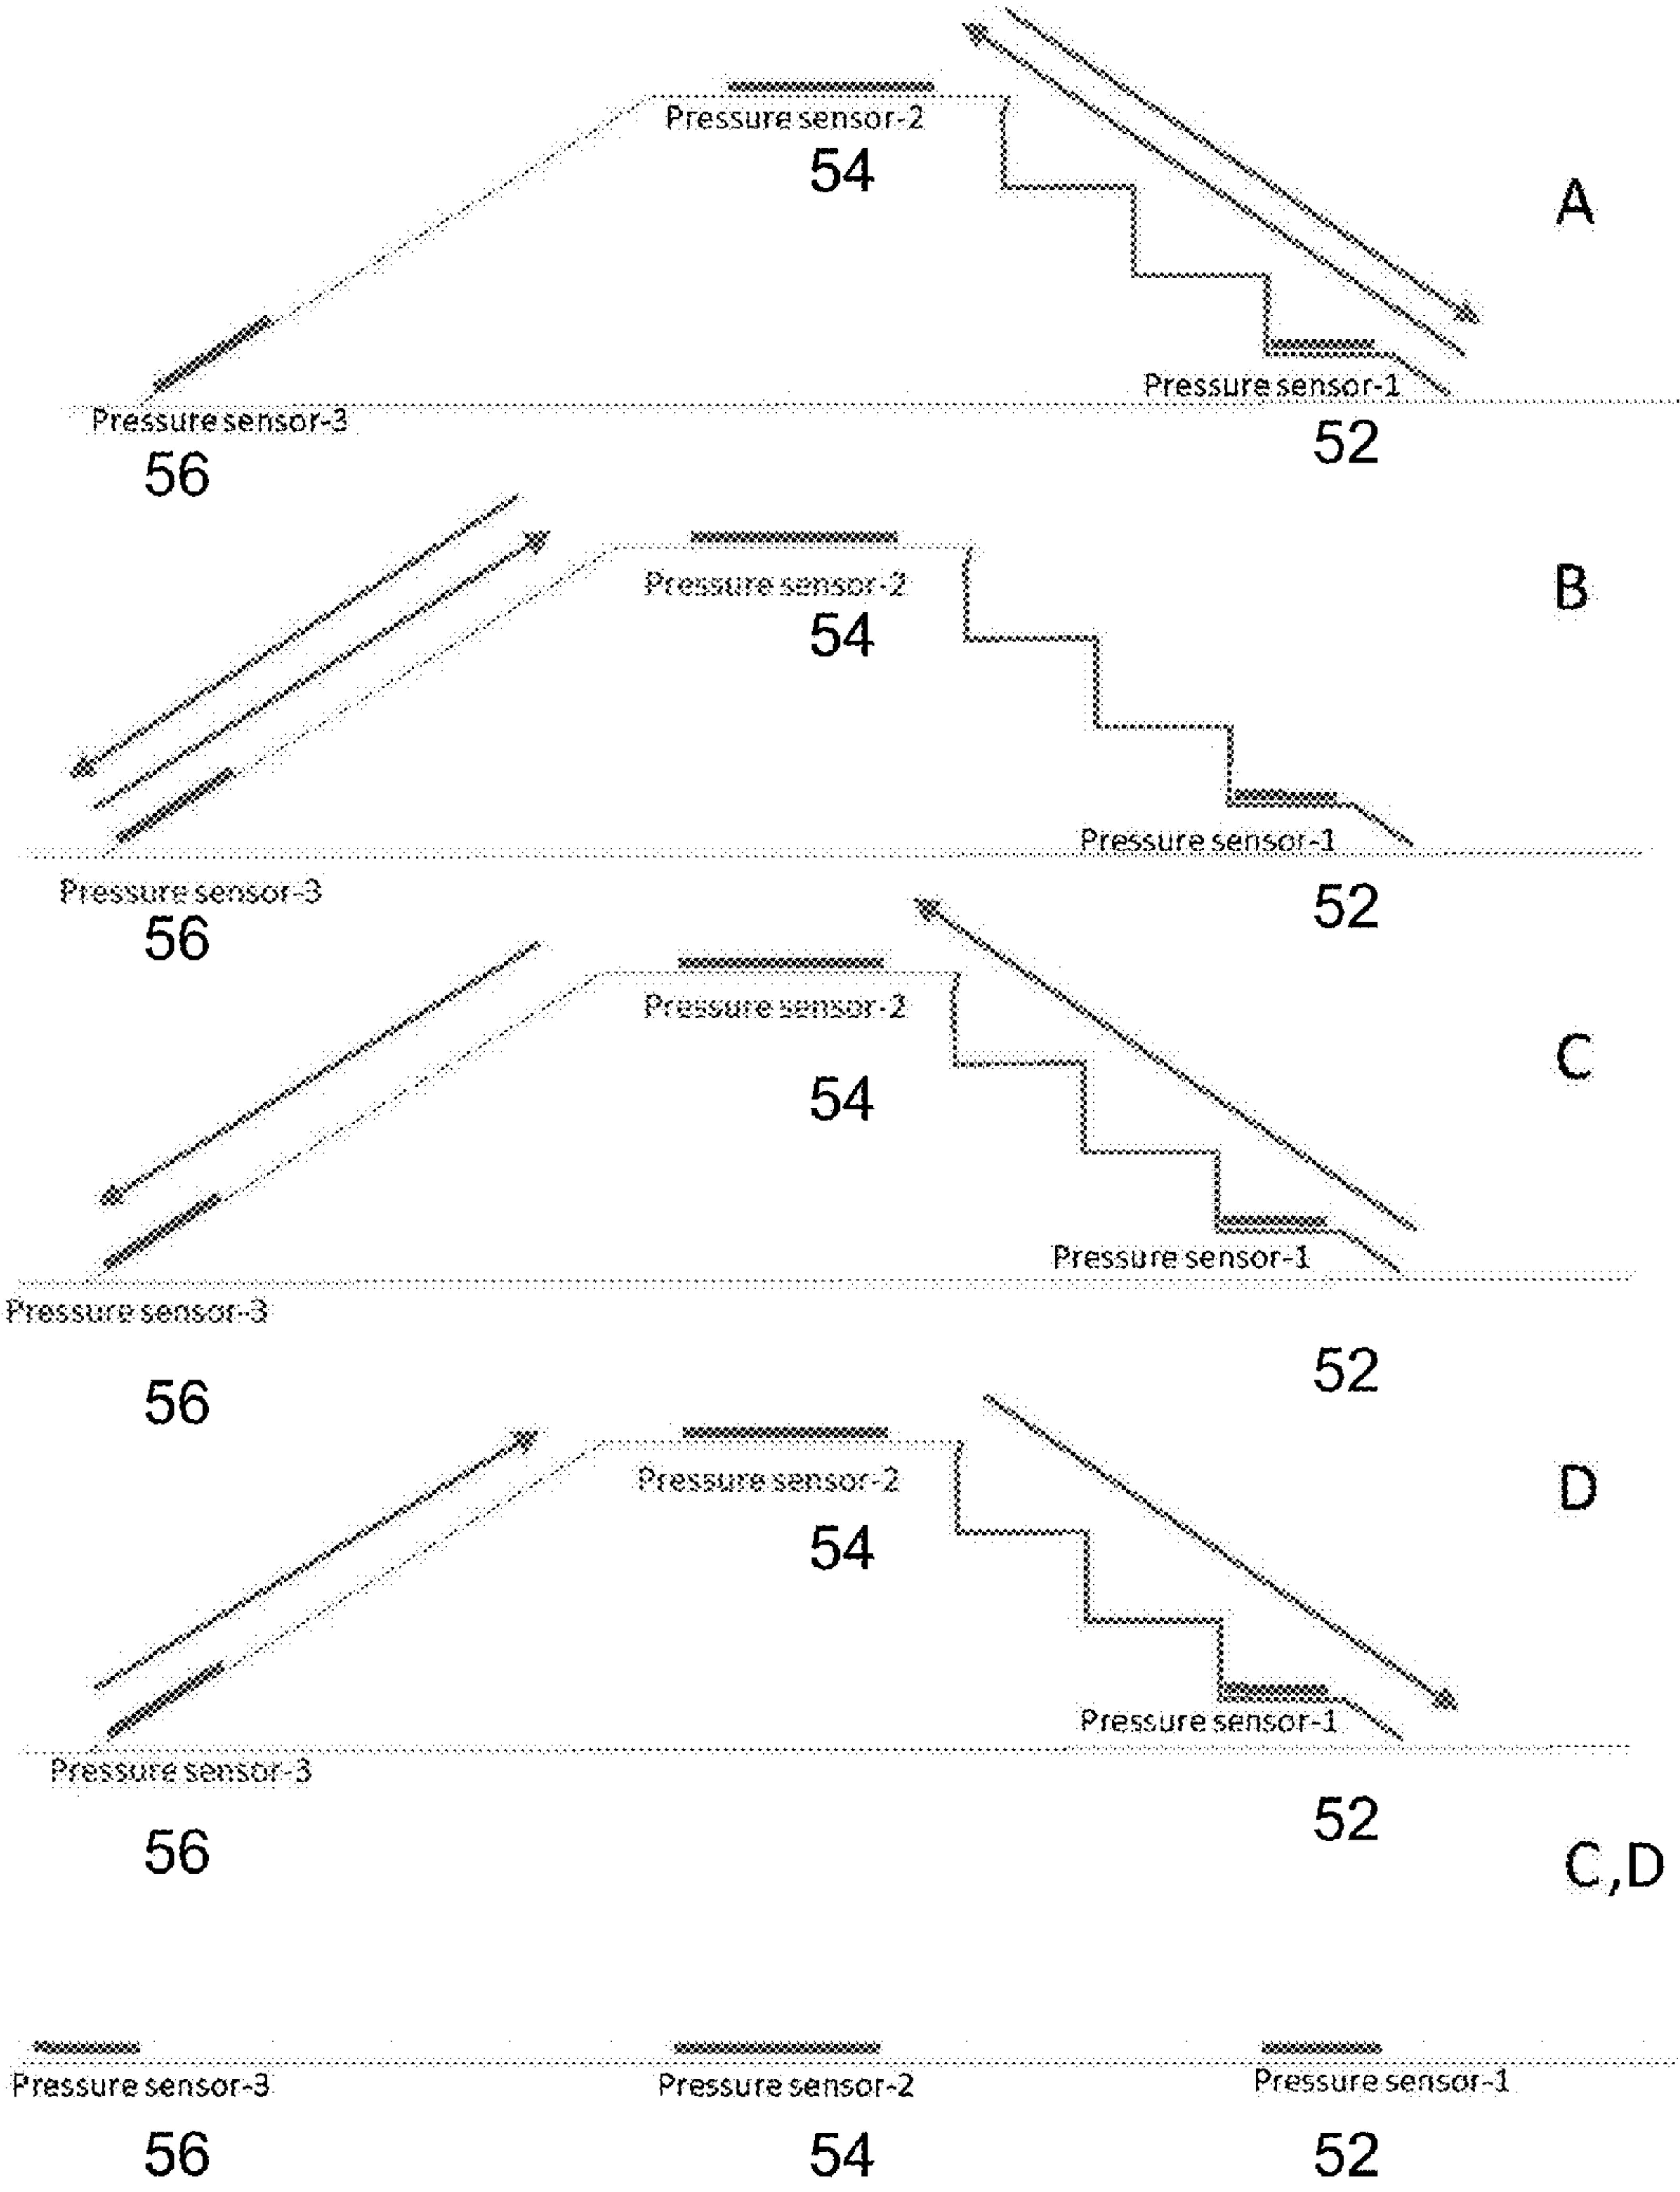 Pressure sensor-2
54
A
Pressure sensor-1
Pressure sensor-3
52
56
Pressure sensor-2
B
54
Pressure sensor-1
Pressure sensor-3
52
56
Pressure sensor-2
C
54
Pressure sensor-1
Pressure sensor-3
52
56
Pressure sensor-2
D
54
Pressure sensor-1
Pressure sensor-3
52
56
C,D
Pressure sensor-3 Pressure sensor-2 Pressure sensor-1
56 54 52